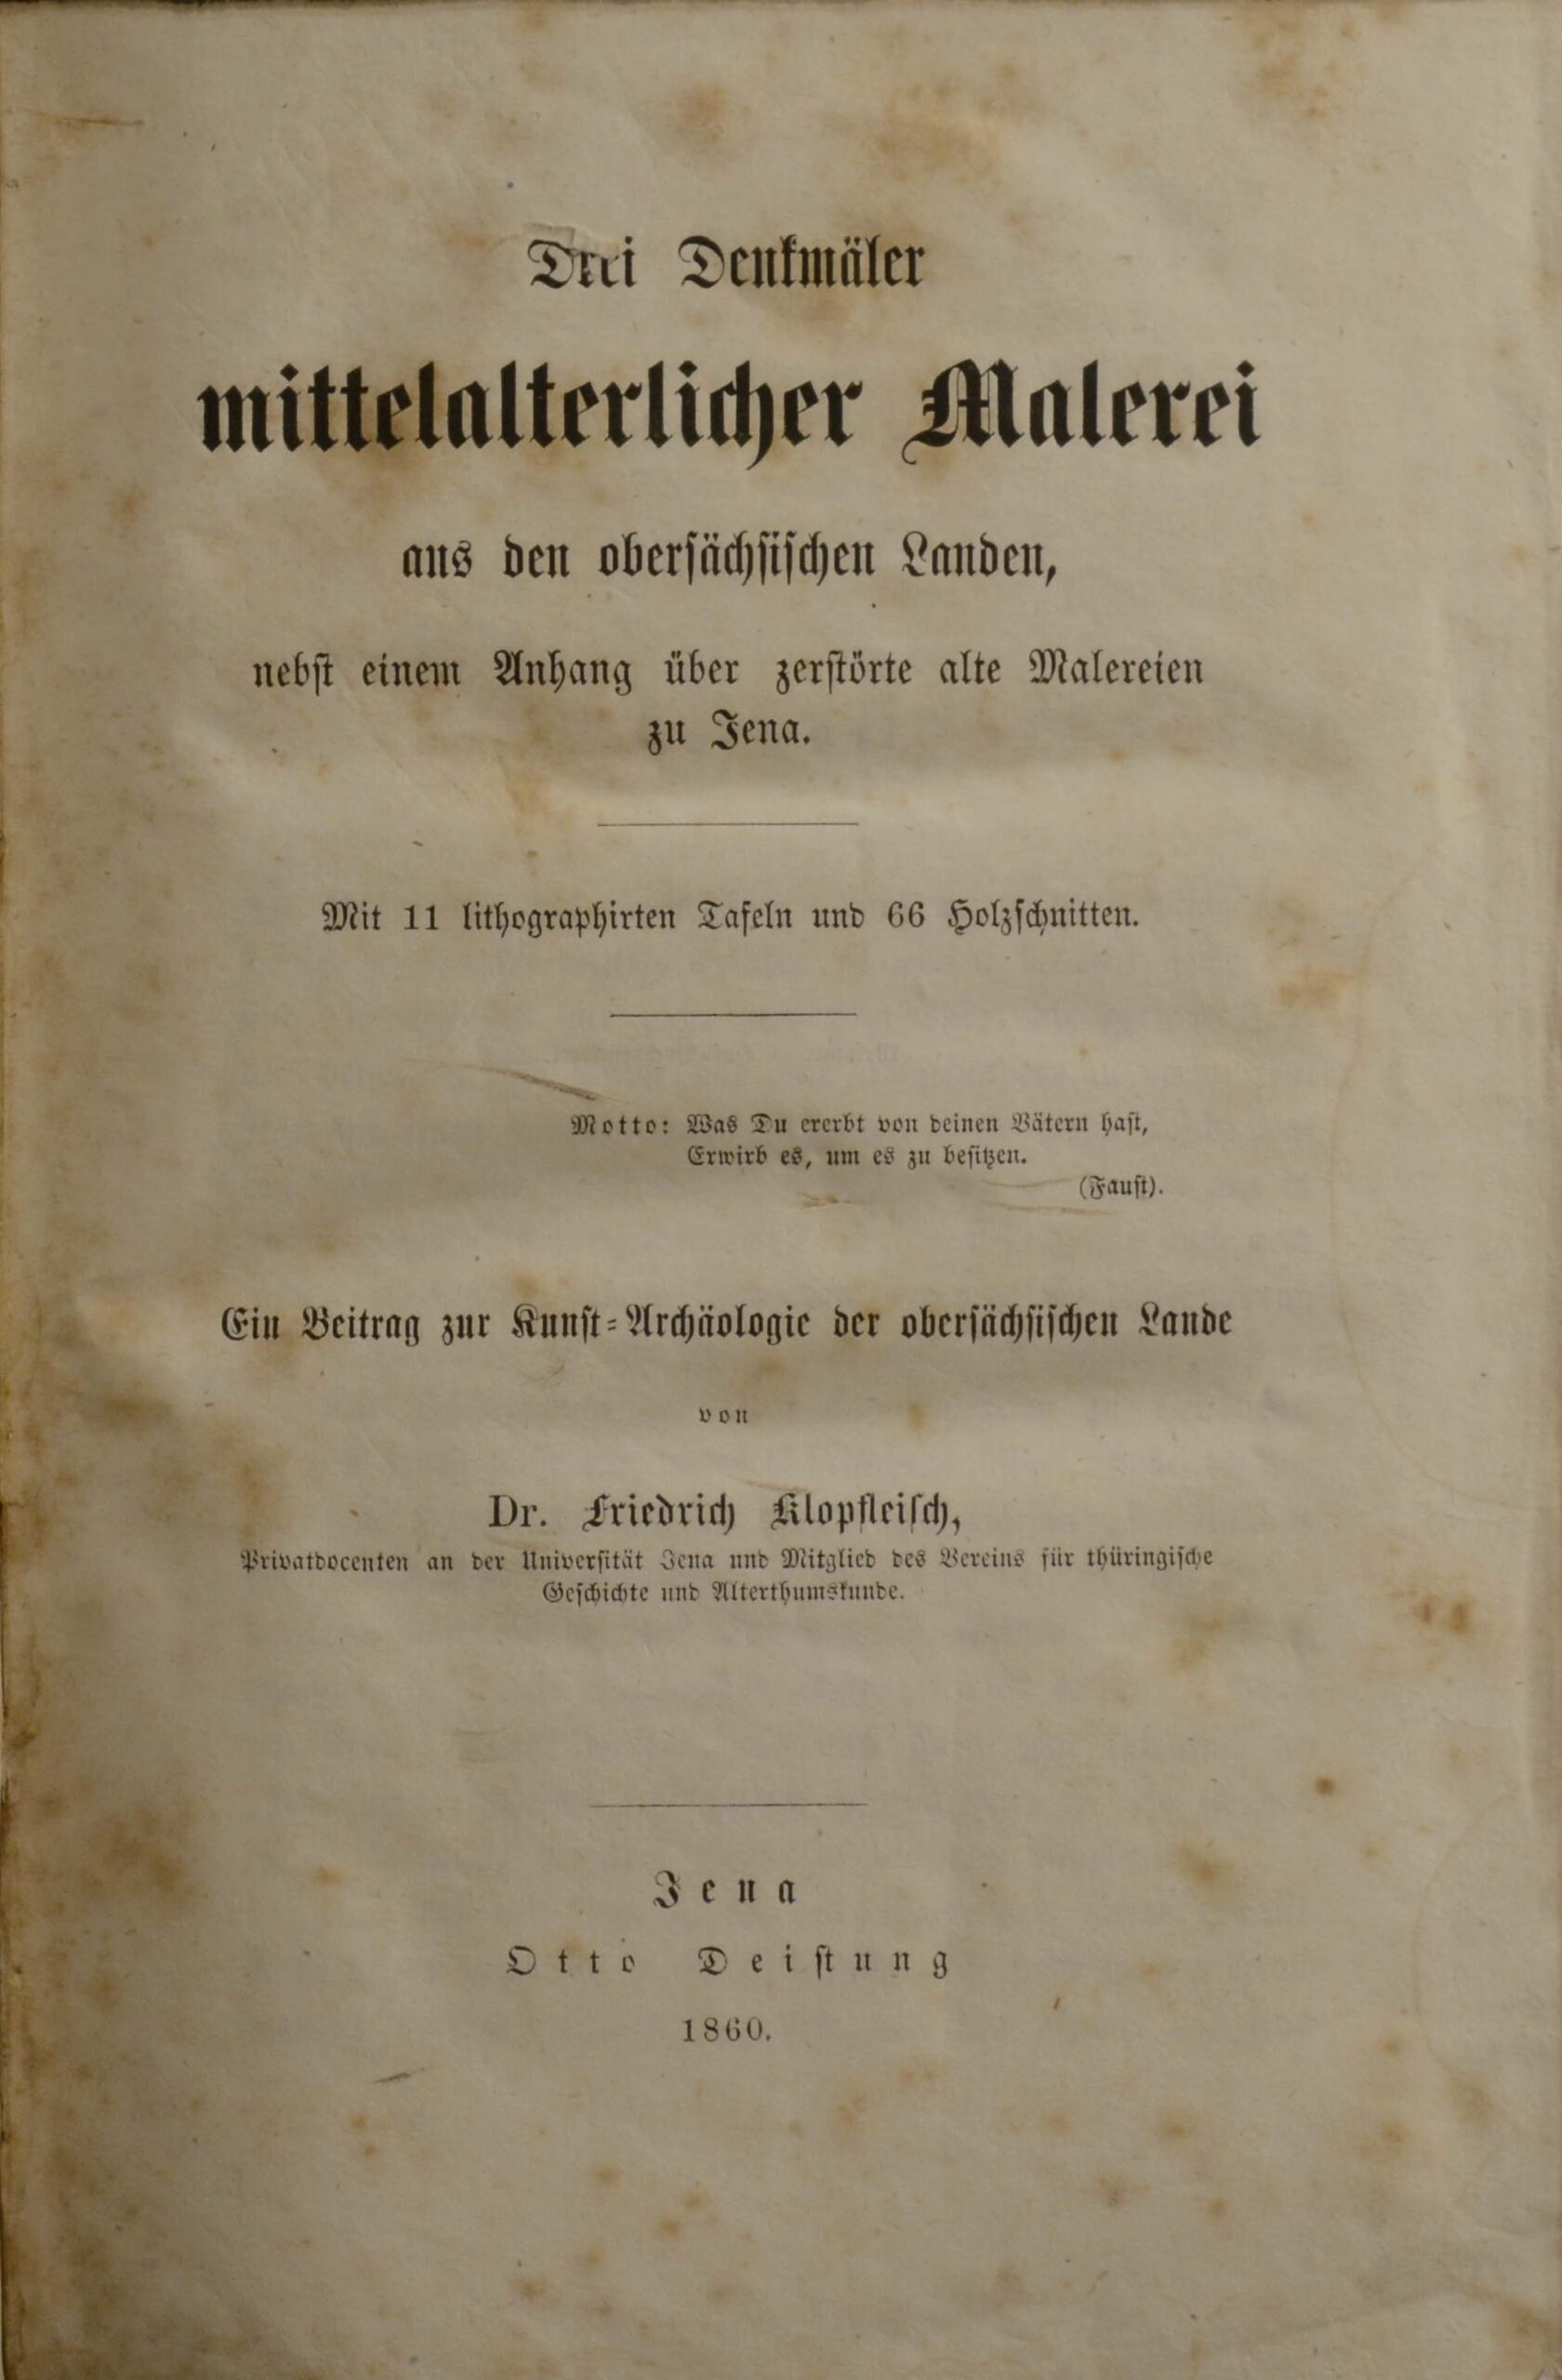 Drei Denkmäler
mittelalterlicher Malerei
aus den obersächsischen Landen,
nebst einem Anhang über zerstörte alte Malereien
zu Jena.
Mit 11 lithographirten Tafeln und 66 Holzschnitten.
Motto: Was Du ererbt von deinen Vätern hast,
Erwirb es, um es zu besitzen.
(Faust).
Ein Beitrag zur Kunst-Archäologie der obersächsischen Lande
von
Dr. Friedrich Klopfleisch,
Privatdocenten an der Universität Jena und Mitglied des Vereins für thüringische
Geschichte und Alterthumskunde.
Jena
Otto Deistung
1860.